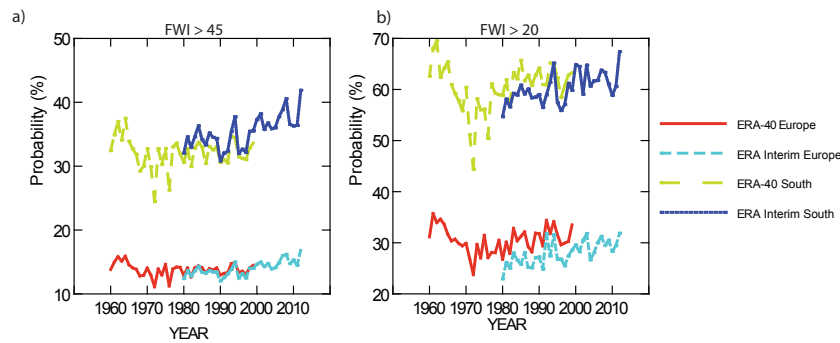 a)
FWI > 45
b)
FWI > 20
Probability (%)
50
40
30
20
10
1960 1970 1980 1990 2000 2010
YEAR
Probability (%)
70
60
50
40
30
20
1960 1970 1980 1990 2000 2010
YEAR
ERA-40 Europe
ERA Interim Europe
ERA-40 South
ERA Interim South